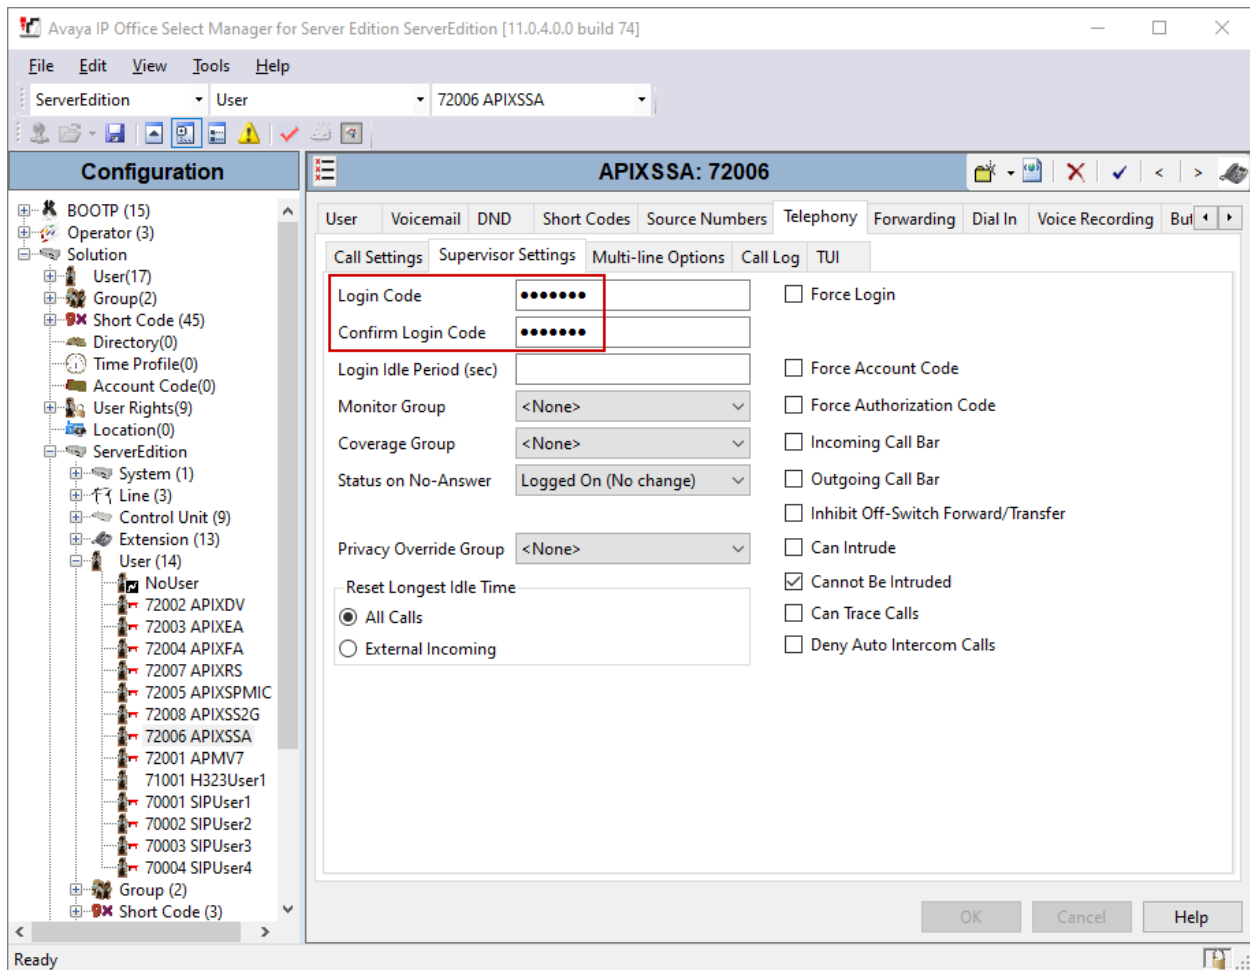 Avaya IP Office Select Manager for Server Edition ServerEdition [11.0.4.0.0 build 74]
File Edit View Tools Help
ServerEdition User 72006 APIXSSA
Configuration
BOOTP (15)
Operator (3)
Solution
User(17)
Group(2)
Short Code (45)
Directory(0)
Time Profile(0)
Account Code(0)
User Rights(9)
Location(0)
ServerEdition
System (1)
Line (3)
Control Unit (9)
Extension (13)
User (14)
NoUser
72002 APIXDV
72003 APIXEA
72004 APIXFA
72007 APIXRS
72005 APIXSPMIC
72008 APIXSS2G
72006 APIXSSA
72001 APMV7
71001 H323User1
70001 SIPUser1
70002 SIPUser2
70003 SIPUser3
70004 SIPUser4
Group (2)
Short Code (3)
APIXSSA: 72006
User Voicemail DND Short Codes Source Numbers Telephony Forwarding Dial In Voice Recording But
Call Settings Supervisor Settings Multi-line Options Call Log TUI
Login Code ●●●●●●●
Confirm Login Code ●●●●●●●
Login Idle Period (sec)
Monitor Group <None>
Coverage Group <None>
Status on No-Answer Logged On (No change)
Privacy Override Group <None>
Reset Longest Idle Time
All Calls
External Incoming
Force Login
Force Account Code
Force Authorization Code
Incoming Call Bar
Outgoing Call Bar
Inhibit Off-Switch Forward/Transfer
Can Intrude
Cannot Be Intruded
Can Trace Calls
Deny Auto Intercom Calls
OK Cancel Help
Ready